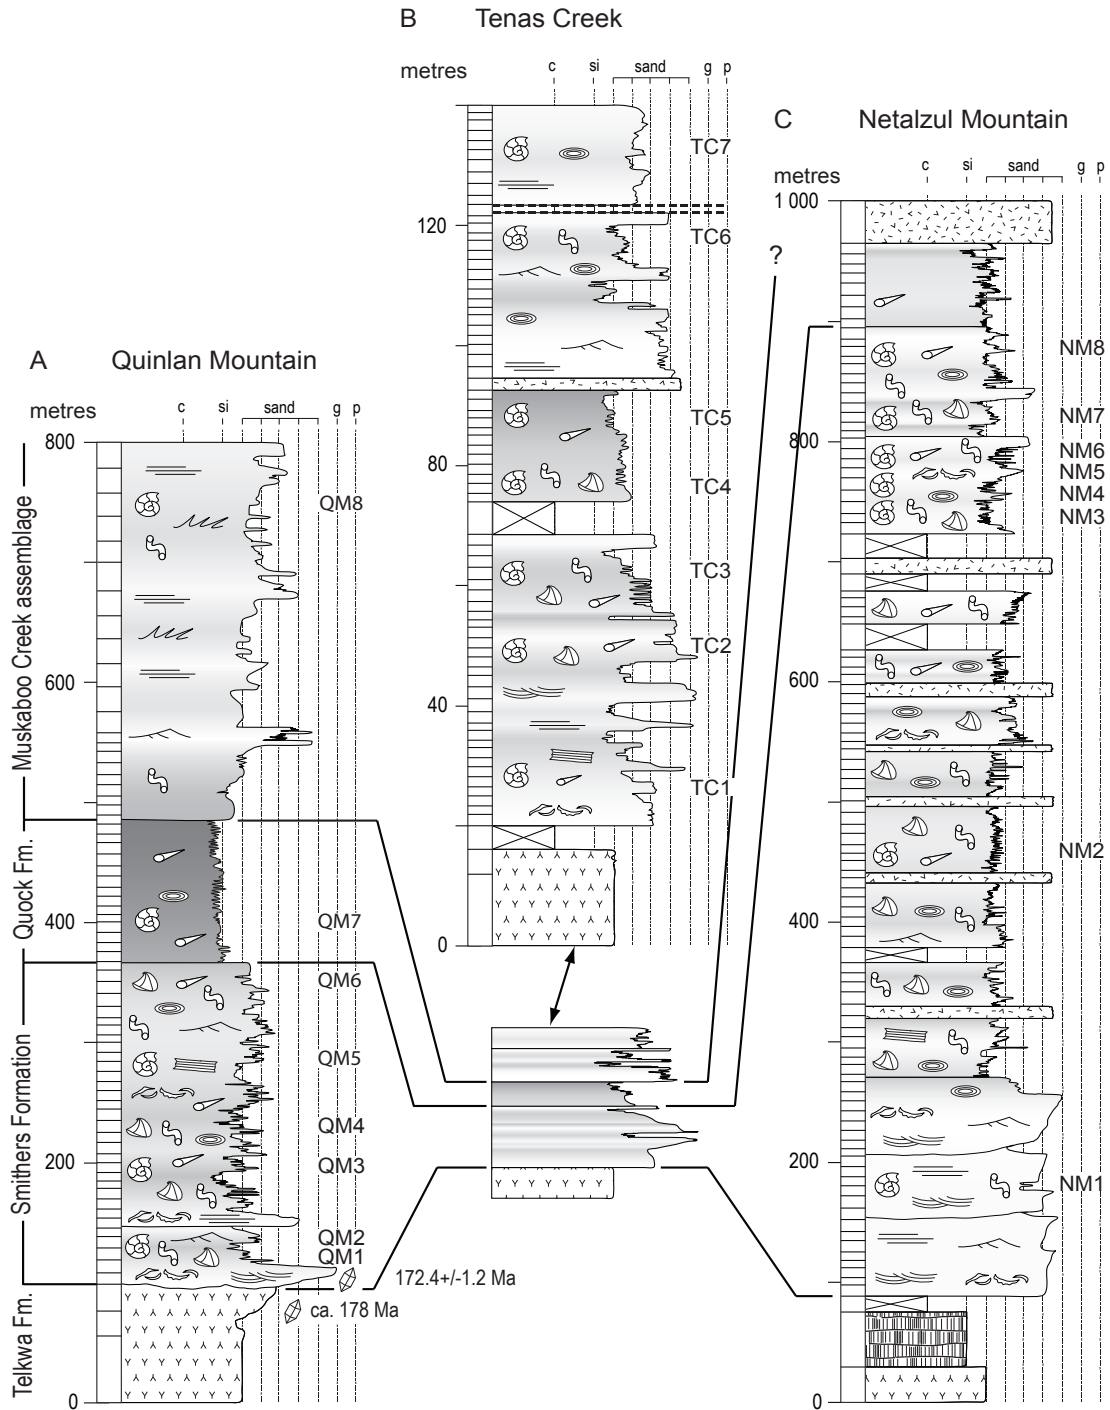 B Tenas Creek
metres
c si sand g p
TC7
120
TC6
TC5
80
TC4
TC3
TC2
40
TC1
0
C Netalzul Mountain
metres
c si sand g p
1 000
?
NM8
NM7
800
NM6
NM5
NM4
NM3
600
NM2
400
200
NM1
0
A Quinlan Mountain
metres
c si sand g p
800
QM8
600
400
QM7
QM6
QM5
QM4
200
QM3
QM2
QM1
172.4+/-1.2 Ma
ca. 178 Ma
0
Muskaboo Creek assemblage
Quock Fm.
Smithers Formation
Telkwa Fm.